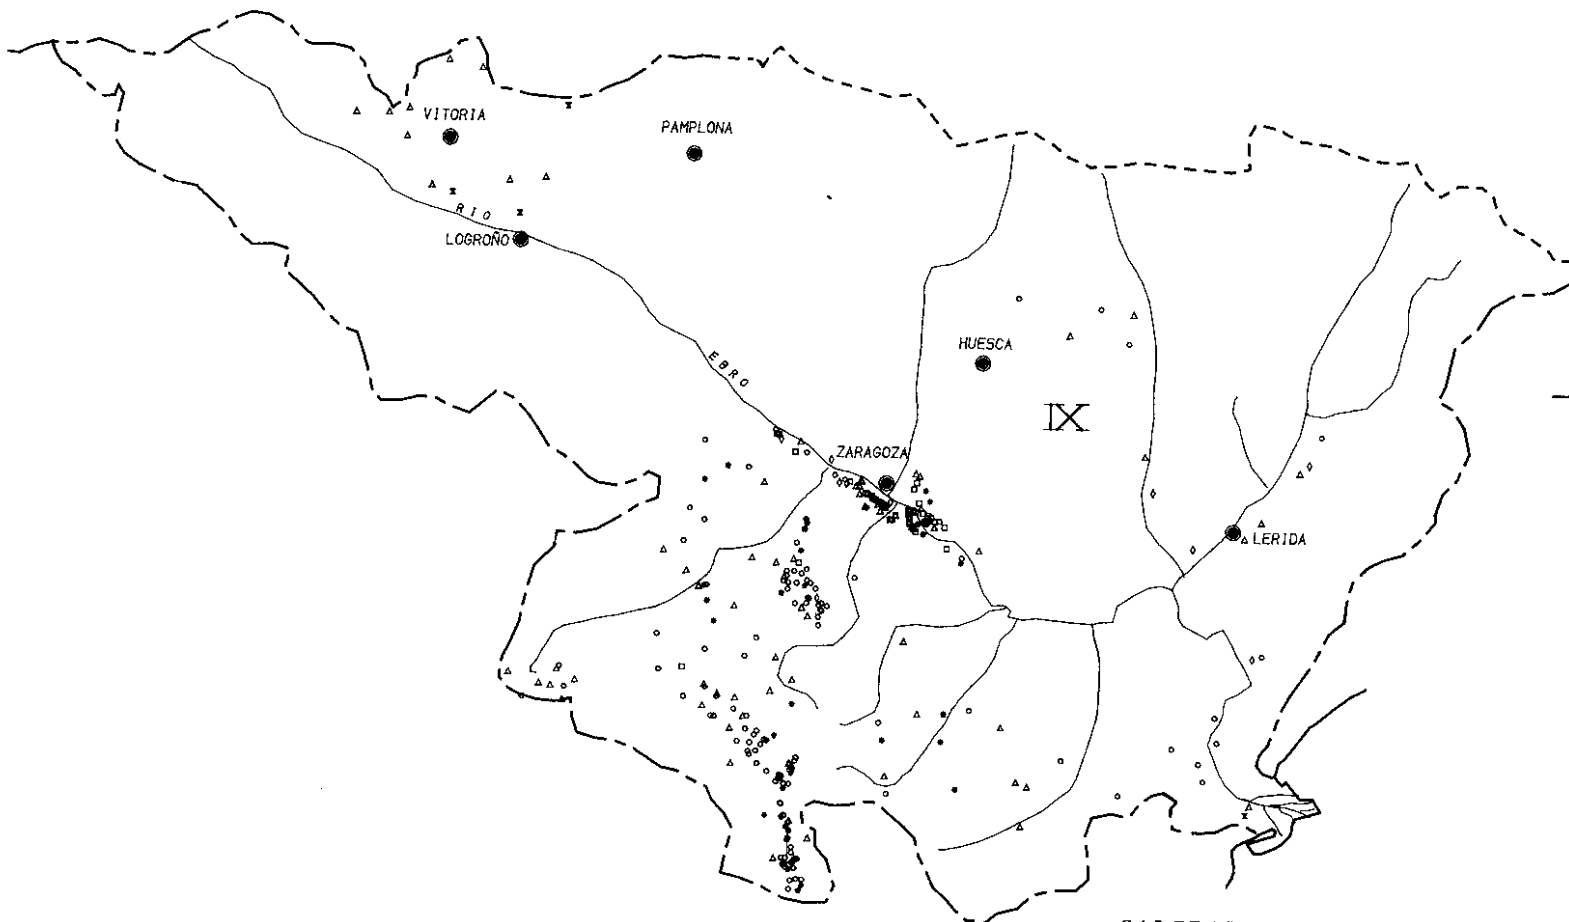 VITORIA
PAMPLONA
RIO
LOGROÑO
EBRO
HUESCA
IX
ZARAGOZA
LERIDA